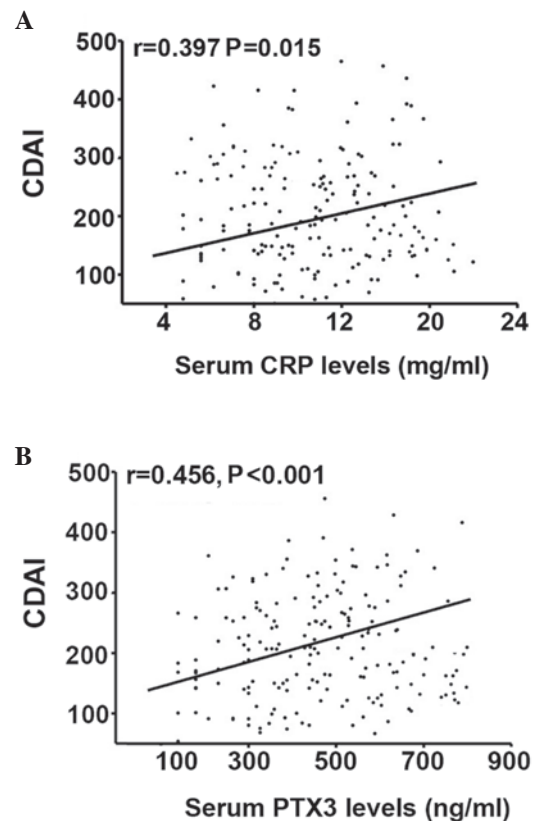 A
r=0.397 P=0.015
500
400
300
200
100
CDAI
4 8 12 20 24
Serum CRP levels (mg/ml)
B
r=0.456, P<0.001
500
400
300
200
100
CDAI
100 300 500 700 900
Serum PTX3 levels (ng/ml)